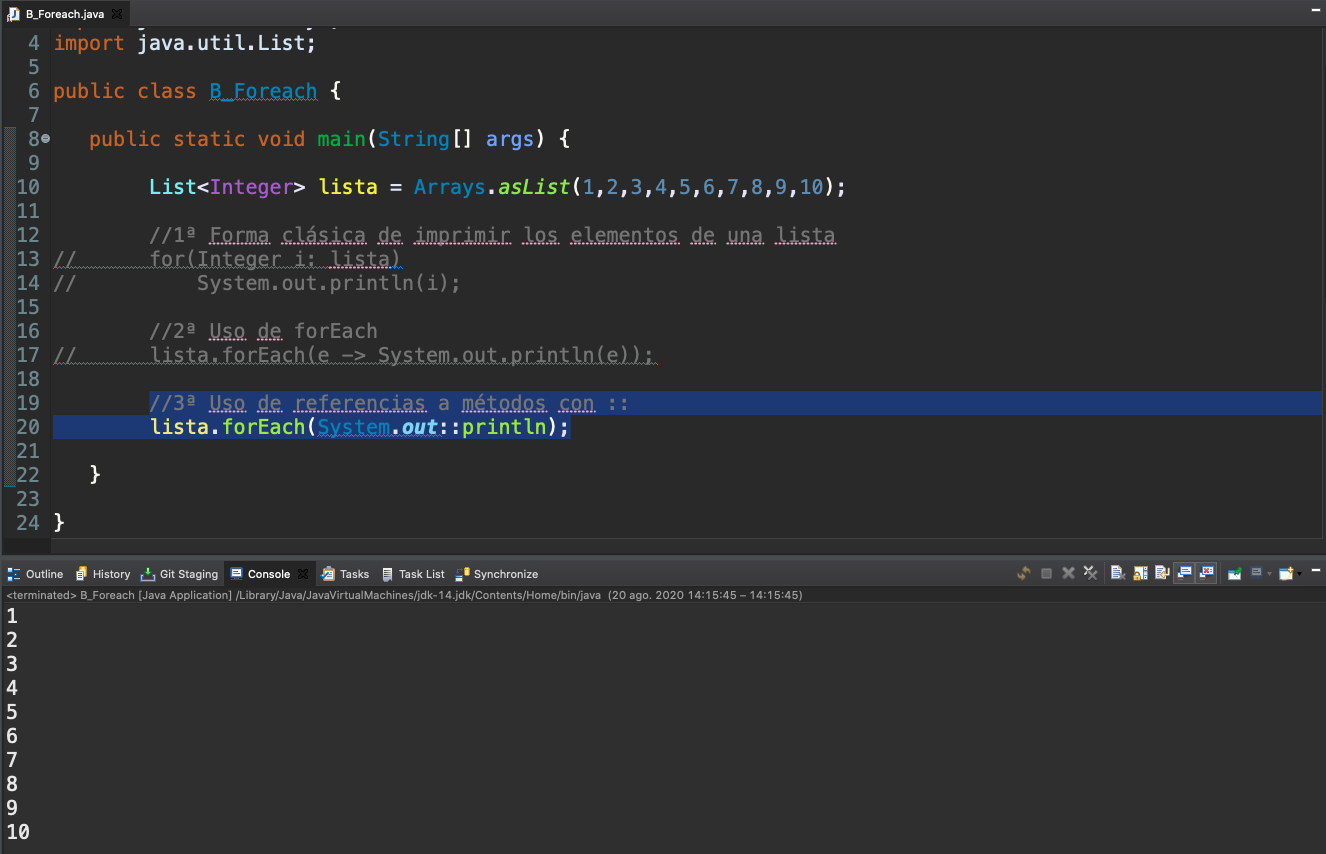 B_Foreach.java
4 import java.util.List;
5
6 public class B_Foreach {
7
8 public static void main(String[] args) {
9
10 List<Integer> lista = Arrays.asList(1,2,3,4,5,6,7,8,9,10);
11
12 //1ª Forma clásica de imprimir los elementos de una lista
13 // for(Integer i: lista)
14 // System.out.println(i);
15
16 //2ª Uso de forEach
17 // lista.forEach(e -> System.out.println(e));
18
19 //3ª Uso de referencias a métodos con ::
20 lista.forEach(System.out::println);
21
22 }
23
24 }
Outline History Git Staging Console Tasks Task List Synchronize
<terminated> B_Foreach [Java Application] /Library/Java/JavaVirtualMachines/jdk-14.jdk/Contents/Home/bin/java (20 ago. 2020 14:15:45 – 14:15:45)
1
2
3
4
5
6
7
8
9
10